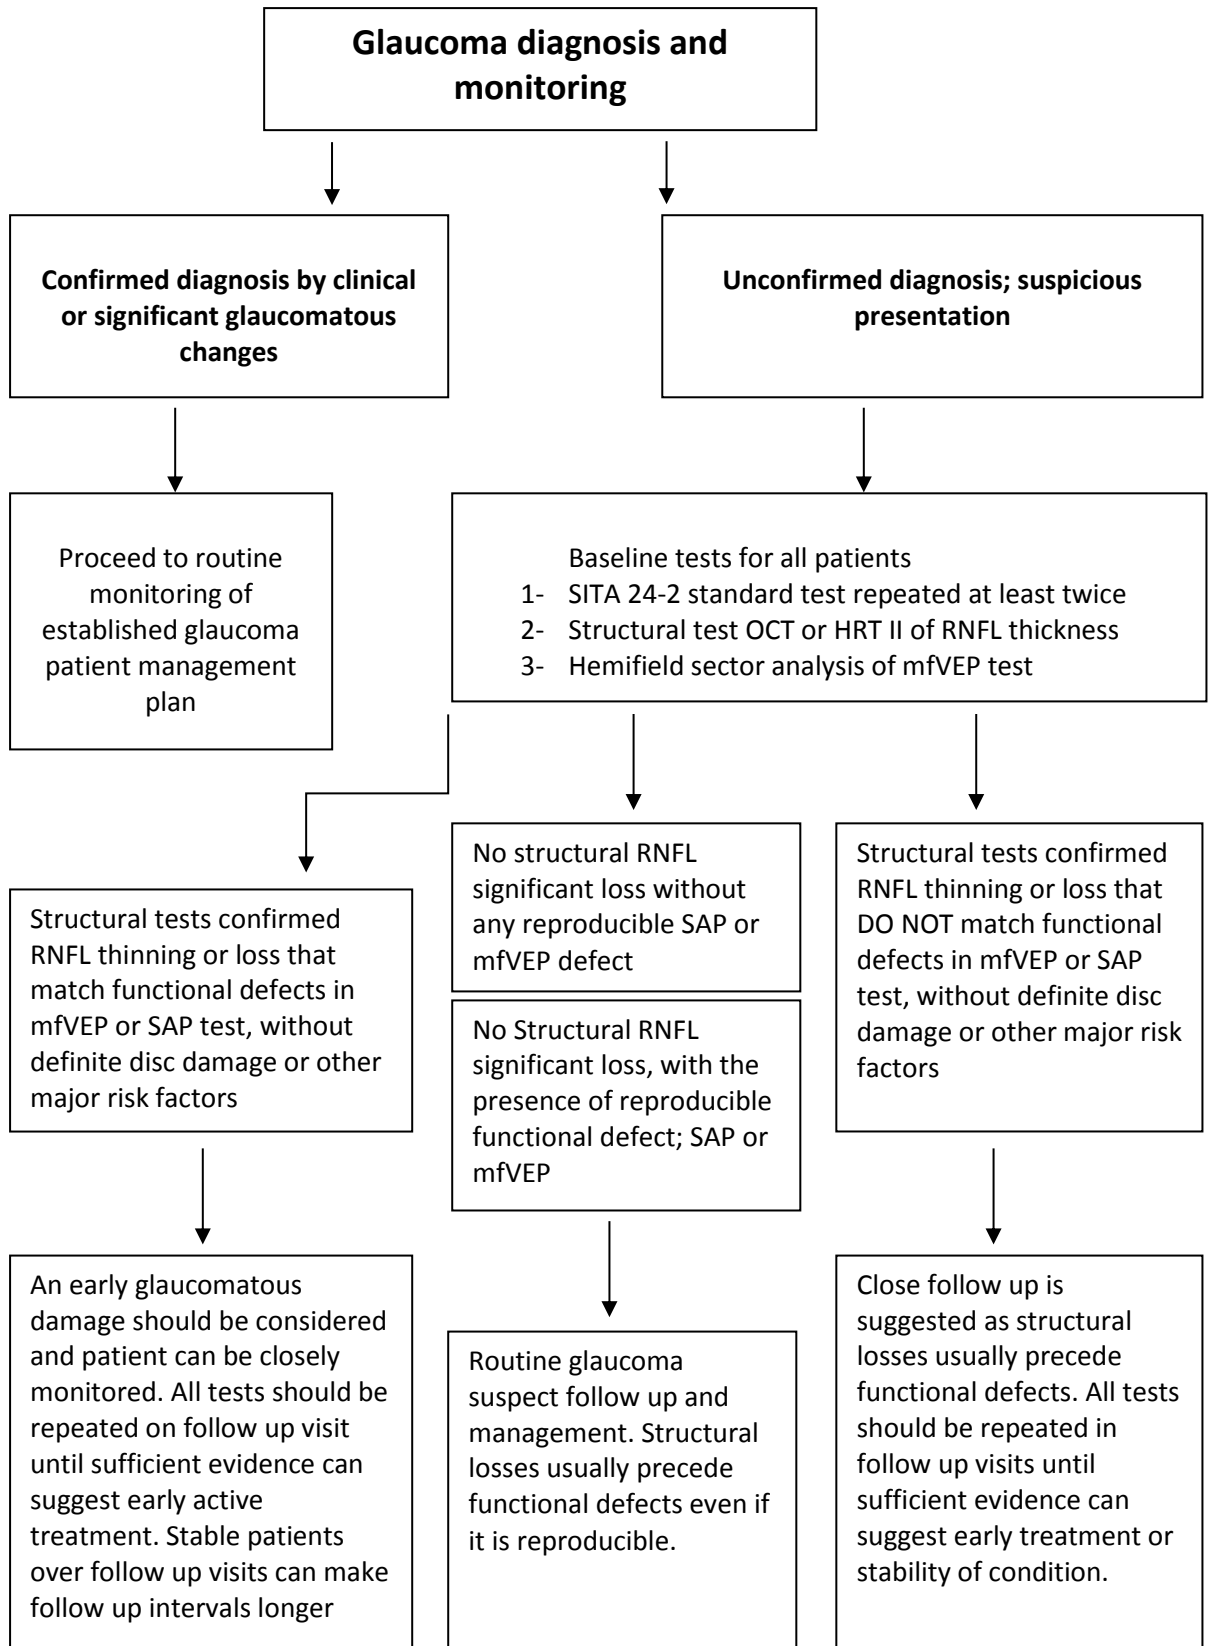 Glaucoma diagnosis and
monitoring
Confirmed diagnosis by clinical
or significant glaucomatous
changes
Unconfirmed diagnosis; suspicious
presentation
Proceed to routine
monitoring of
established glaucoma
patient management
plan
Baseline tests for all patients
1- SITA 24-2 standard test repeated at least twice
2- Structural test OCT or HRT II of RNFL thickness
3- Hemifield sector analysis of mfVEP test
Structural tests confirmed
RNFL thinning or loss that
match functional defects in
mfVEP or SAP test, without
definite disc damage or other
major risk factors
No structural RNFL
significant loss without
any reproducible SAP or
mfVEP defect
No Structural RNFL
significant loss, with the
presence of reproducible
functional defect; SAP or
mfVEP
Structural tests confirmed
RNFL thinning or loss that
DO NOT match functional
defects in mfVEP or SAP
test, without definite disc
damage or other major risk
factors
An early glaucomatous
damage should be considered
and patient can be closely
monitored. All tests should be
repeated on follow up visit
until sufficient evidence can
suggest early active
treatment. Stable patients
over follow up visits can make
follow up intervals longer
Routine glaucoma
suspect follow up and
management. Structural
losses usually precede
functional defects even if
it is reproducible.
Close follow up is
suggested as structural
losses usually precede
functional defects. All tests
should be repeated in
follow up visits until
sufficient evidence can
suggest early treatment or
stability of condition.